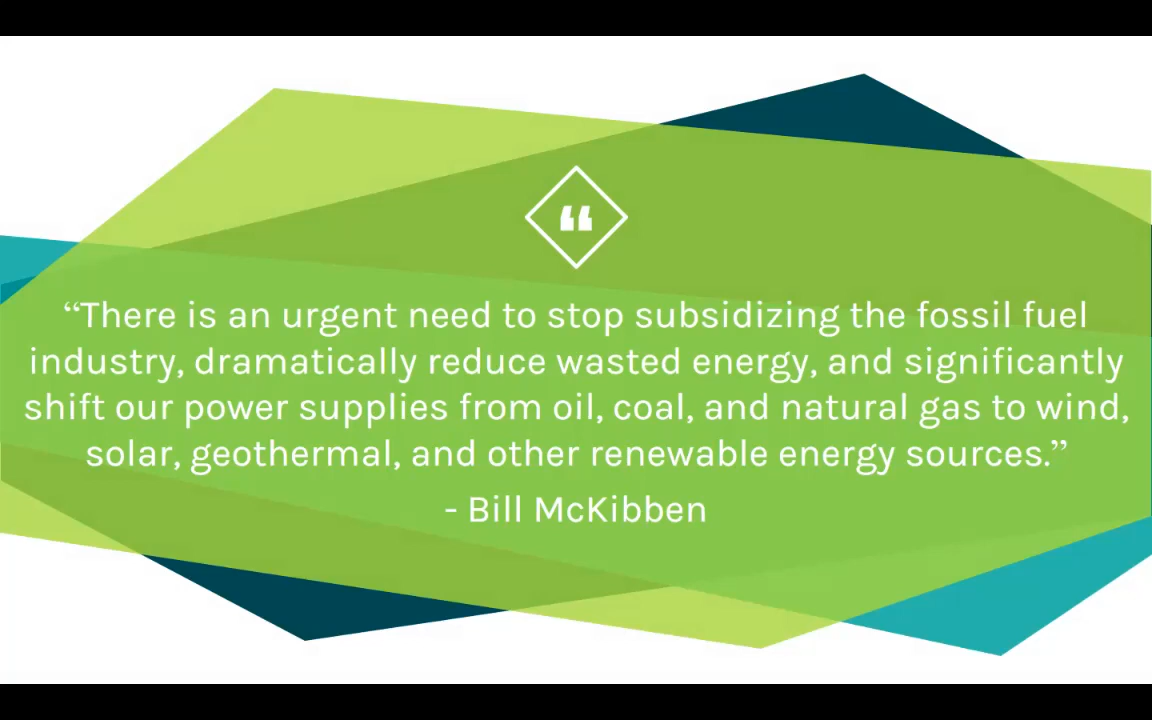 ❝
“There is an urgent need to stop subsidizing the fossil fuel
industry, dramatically reduce wasted energy, and significantly
shift our power supplies from oil, coal, and natural gas to wind,
solar, geothermal, and other renewable energy sources.”
- Bill McKibben